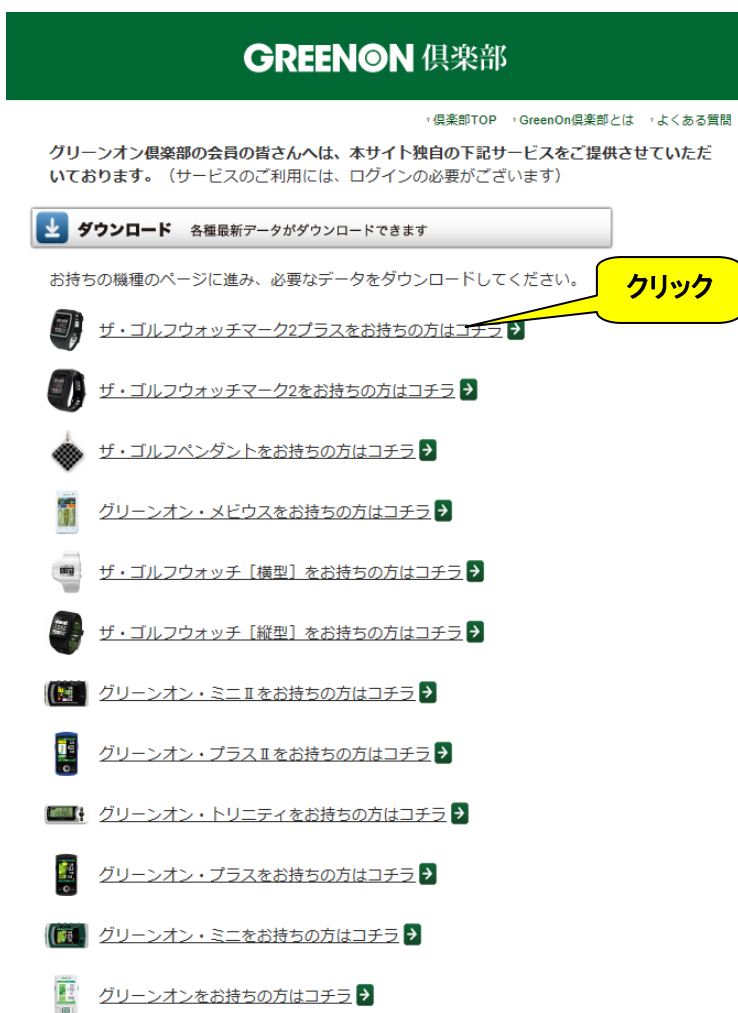 GREENON 倶楽部
倶楽部TOP GreenOn倶楽部とは よくある質問
グリーンオン倶楽部の会員の皆さんへは、本サイト独自の下記サービスをご提供させていただ
いております。（サービスのご利用には、ログインの必要がございます）
ダウンロード 各種最新データがダウンロードできます
お持ちの機種のページに進み、必要なデータをダウンロードしてください。
クリック
ザ・ゴルフウォッチマーク2プラスをお持ちの方はコチラ
ザ・ゴルフウォッチマーク2をお持ちの方はコチラ
ザ・ゴルフペンダントをお持ちの方はコチラ
グリーンオン・メビウスをお持ちの方はコチラ
ザ・ゴルフウォッチ［横型］をお持ちの方はコチラ
ザ・ゴルフウォッチ［縦型］をお持ちの方はコチラ
グリーンオン・ミニⅡをお持ちの方はコチラ
グリーンオン・プラスⅡをお持ちの方はコチラ
グリーンオン・トリニティをお持ちの方はコチラ
グリーンオン・プラスをお持ちの方はコチラ
グリーンオン・ミニをお持ちの方はコチラ
グリーンオンをお持ちの方はコチラ